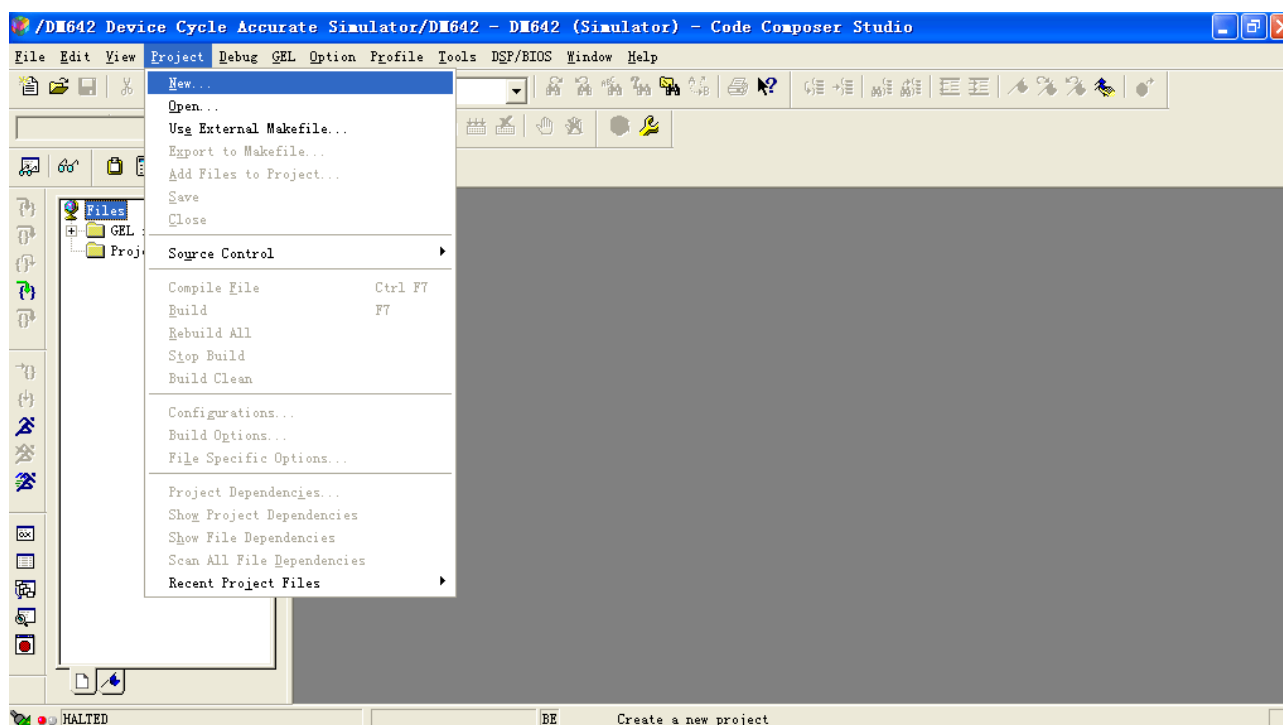 /DM642 Device Cycle Accurate Simulator/DM642 - DM642 (Simulator) - Code Composer Studio
File Edit View Project Debug GEL Option Profile Tools DSP/BIOS Window Help
New...
Open...
Use External Makefile...
Export to Makefile...
Add Files to Project...
Save
Close
Source Control
Compile File Ctrl F7
Build F7
Rebuild All
Stop Build
Build Clean
Configurations...
Build Options...
File Specific Options...
Project Dependencies...
Show Project Dependencies
Show File Dependencies
Scan All File Dependencies
Recent Project Files
Files
GEL
Proj
HALTED BE Create a new project